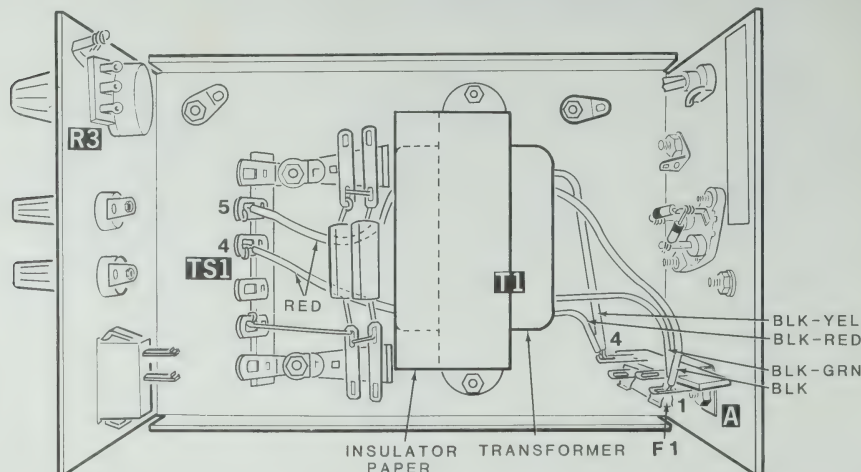 R3
5
4
TS1
RED
T1
BLK-YEL
BLK-RED
4
BLK-GRN
BLK
1
A
INSULATOR PAPER
TRANSFORMER
F1